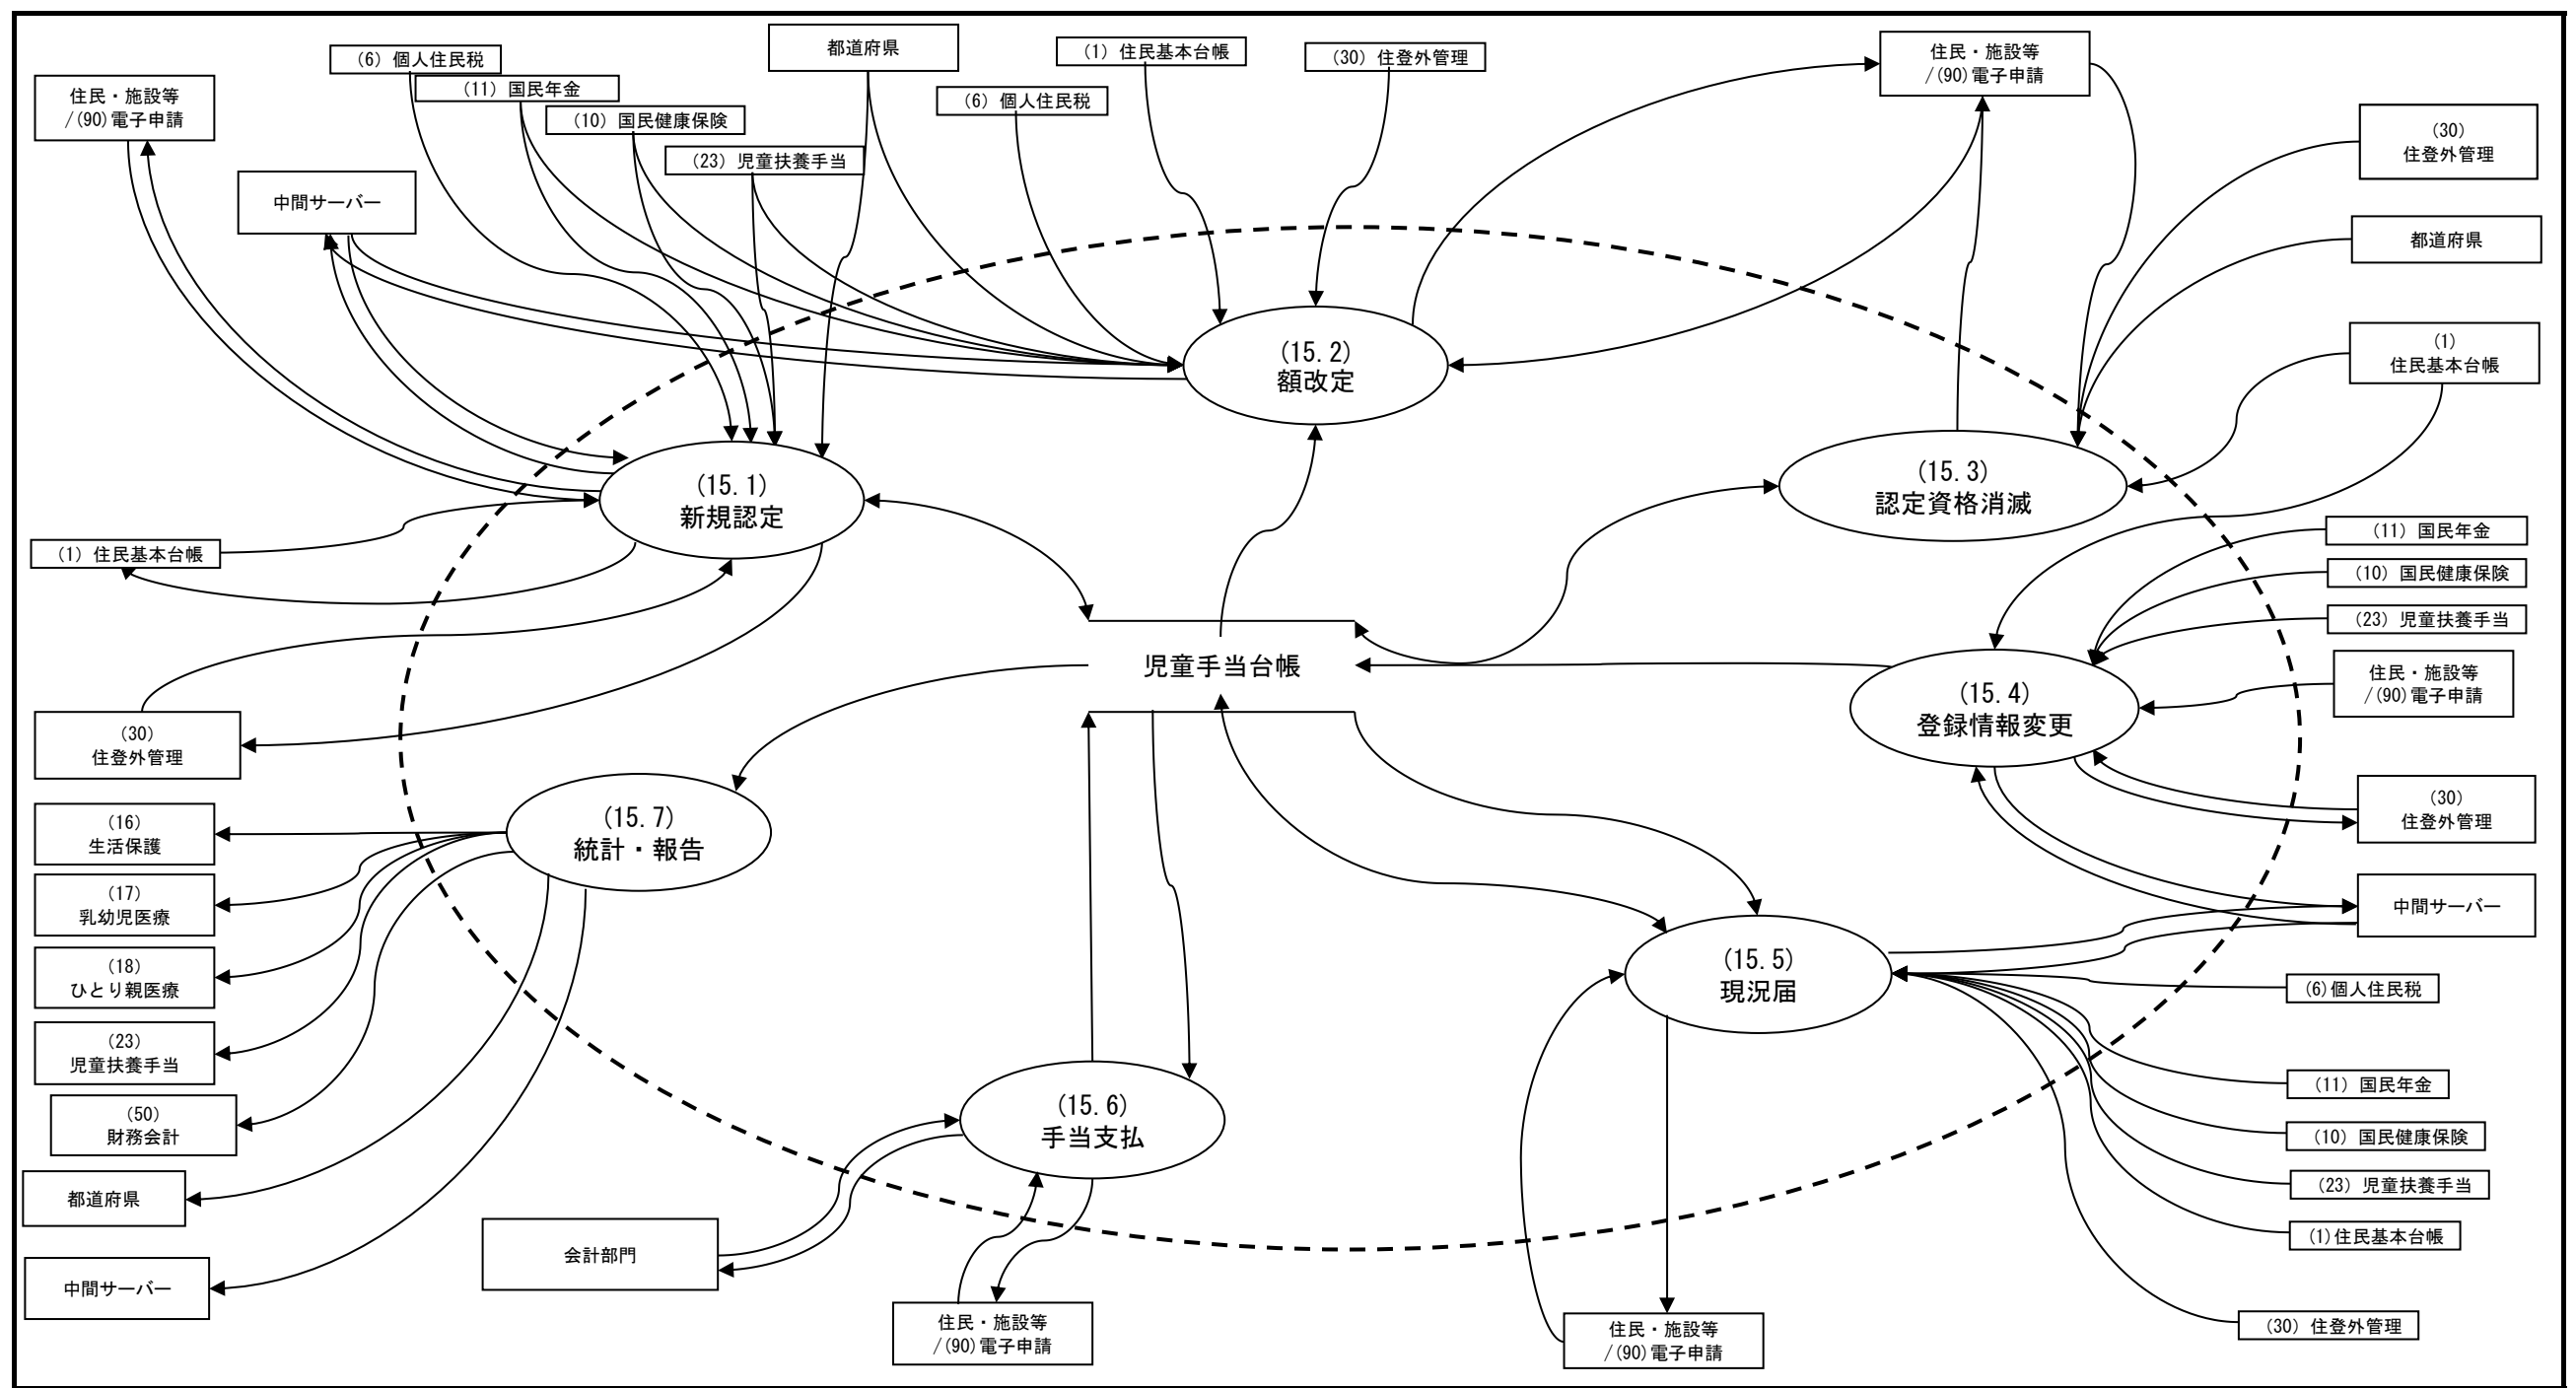 （6）個人住民税
（11）国民年金
（10）国民健康保険
（23）児童扶養手当
都道府県
（6）個人住民税
（1）住民基本台帳
（30）住登外管理
住民・施設等
/(90)電子申請
住民・施設等
/(90)電子申請
中間サーバー
（30）
住登外管理
都道府県
（1）
住民基本台帳
（15.2）
額改定
（15.1）
新規認定
（15.3）
認定資格消滅
（1）住民基本台帳
（11）国民年金
（10）国民健康保険
（23）児童扶養手当
住民・施設等
/(90)電子申請
児童手当台帳
（15.4）
登録情報変更
（30）
住登外管理
（30）
住登外管理
（15.7）
統計・報告
（16）
生活保護
（17）
乳幼児医療
（18）
ひとり親医療
（23）
児童扶養手当
（50）
財務会計
都道府県
中間サーバー
中間サーバー
（15.5）
現況届
(6)個人住民税
（11）国民年金
（10）国民健康保険
（23）児童扶養手当
(1)住民基本台帳
（30）住登外管理
（15.6）
手当支払
会計部門
住民・施設等
/(90)電子申請
住民・施設等
/(90)電子申請